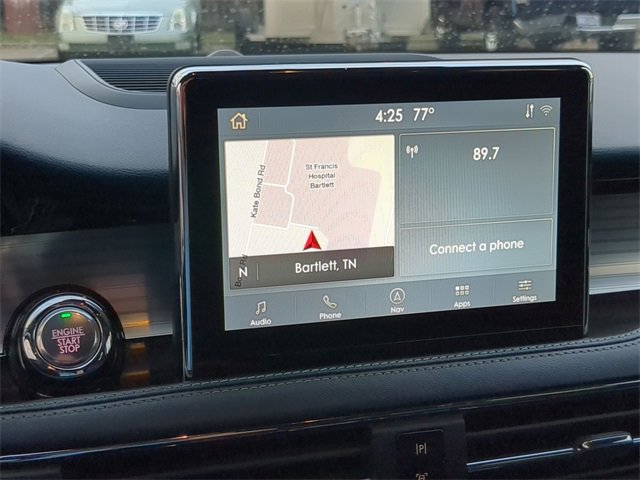 4:25 77°
89.7
St Francis
Hospital
Bartlett
Kate Bond Rd
Connect a phone
N
Bartlett, TN
Audio
Phone
Nav
Apps
Settings
ENGINE
START
STOP
P